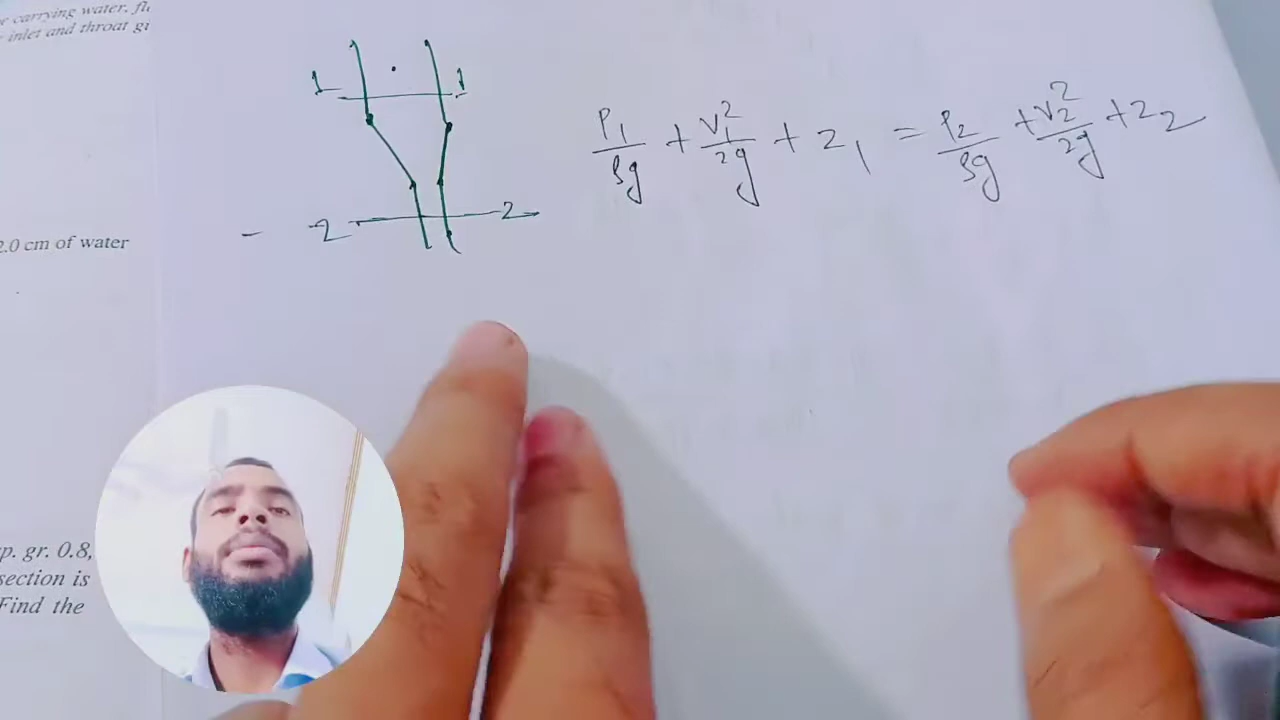 carrying water, fl
inlet and throat gi
1 1
P₁/ρg + V₁²/2g + z₁ = P₂/ρg + V₂²/2g + z₂
2 2
2.0 cm of water
p. gr. 0.8,
section is
Find the